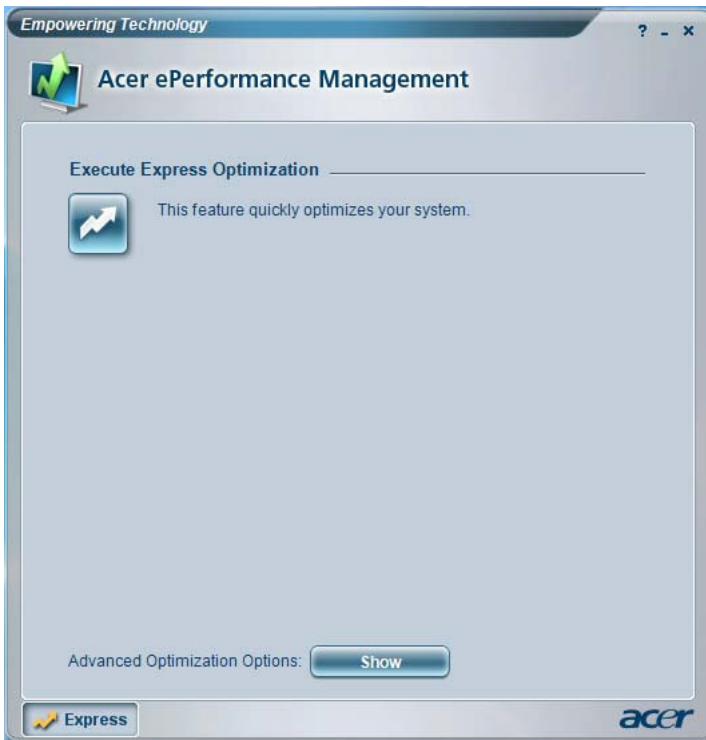 Empowering Technology
? - ×
Acer ePerformance Management
Execute Express Optimization
This feature quickly optimizes your system.
Advanced Optimization Options: Show
Express
acer